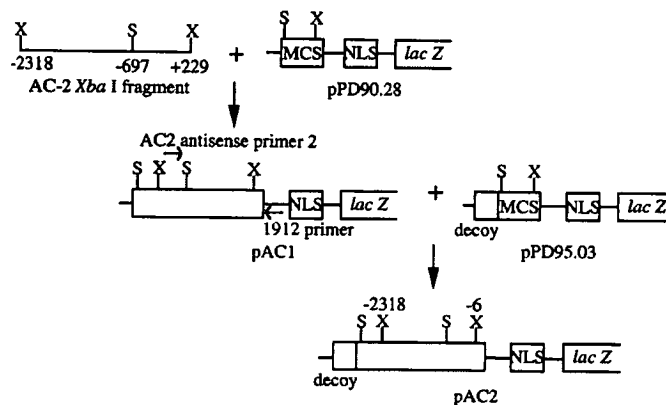 X S X + S X
MCS NLS lac Z
-2318 -697 +229
AC-2 Xba I fragment pPD90.28
AC2 antisense primer 2
S X S X + S X
NLS lac Z MCS NLS lac Z
1912 primer decoy
pAC1 pPD95.03
-2318 -6
S X S X
NLS lac Z
decoy
pAC2